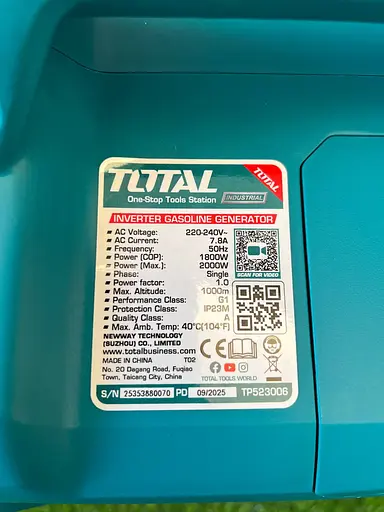 TOTAL
One-Stop Tools Station
INDUSTRIAL
TOTAL
INVERTER GASOLINE GENERATOR
AC Voltage: 220-240V~
AC Current: 7.8A
Frequency: 50Hz
Power (COP): 1800W
Power (Max.): 2000W
Phase: Single
Power factor: 1.0
Max. Altitude: 1000m
Performance Class: G1
Protection Class: IP23M
Quality Class: A
Max. Amb. Temp: 40°C(104°F)
SCAN FOR VIDEO
NEWWAY TECHNOLOGY
(SUZHOU) CO., LIMITED
www.totalbusiness.com
MADE IN CHINA T02
No. 20 Dagang Road, Fuqiao
Town, Taicang City, China
CE
TOTAL TOOLS WORLD
S/N 25353880070 PD 09/2025 TP523006